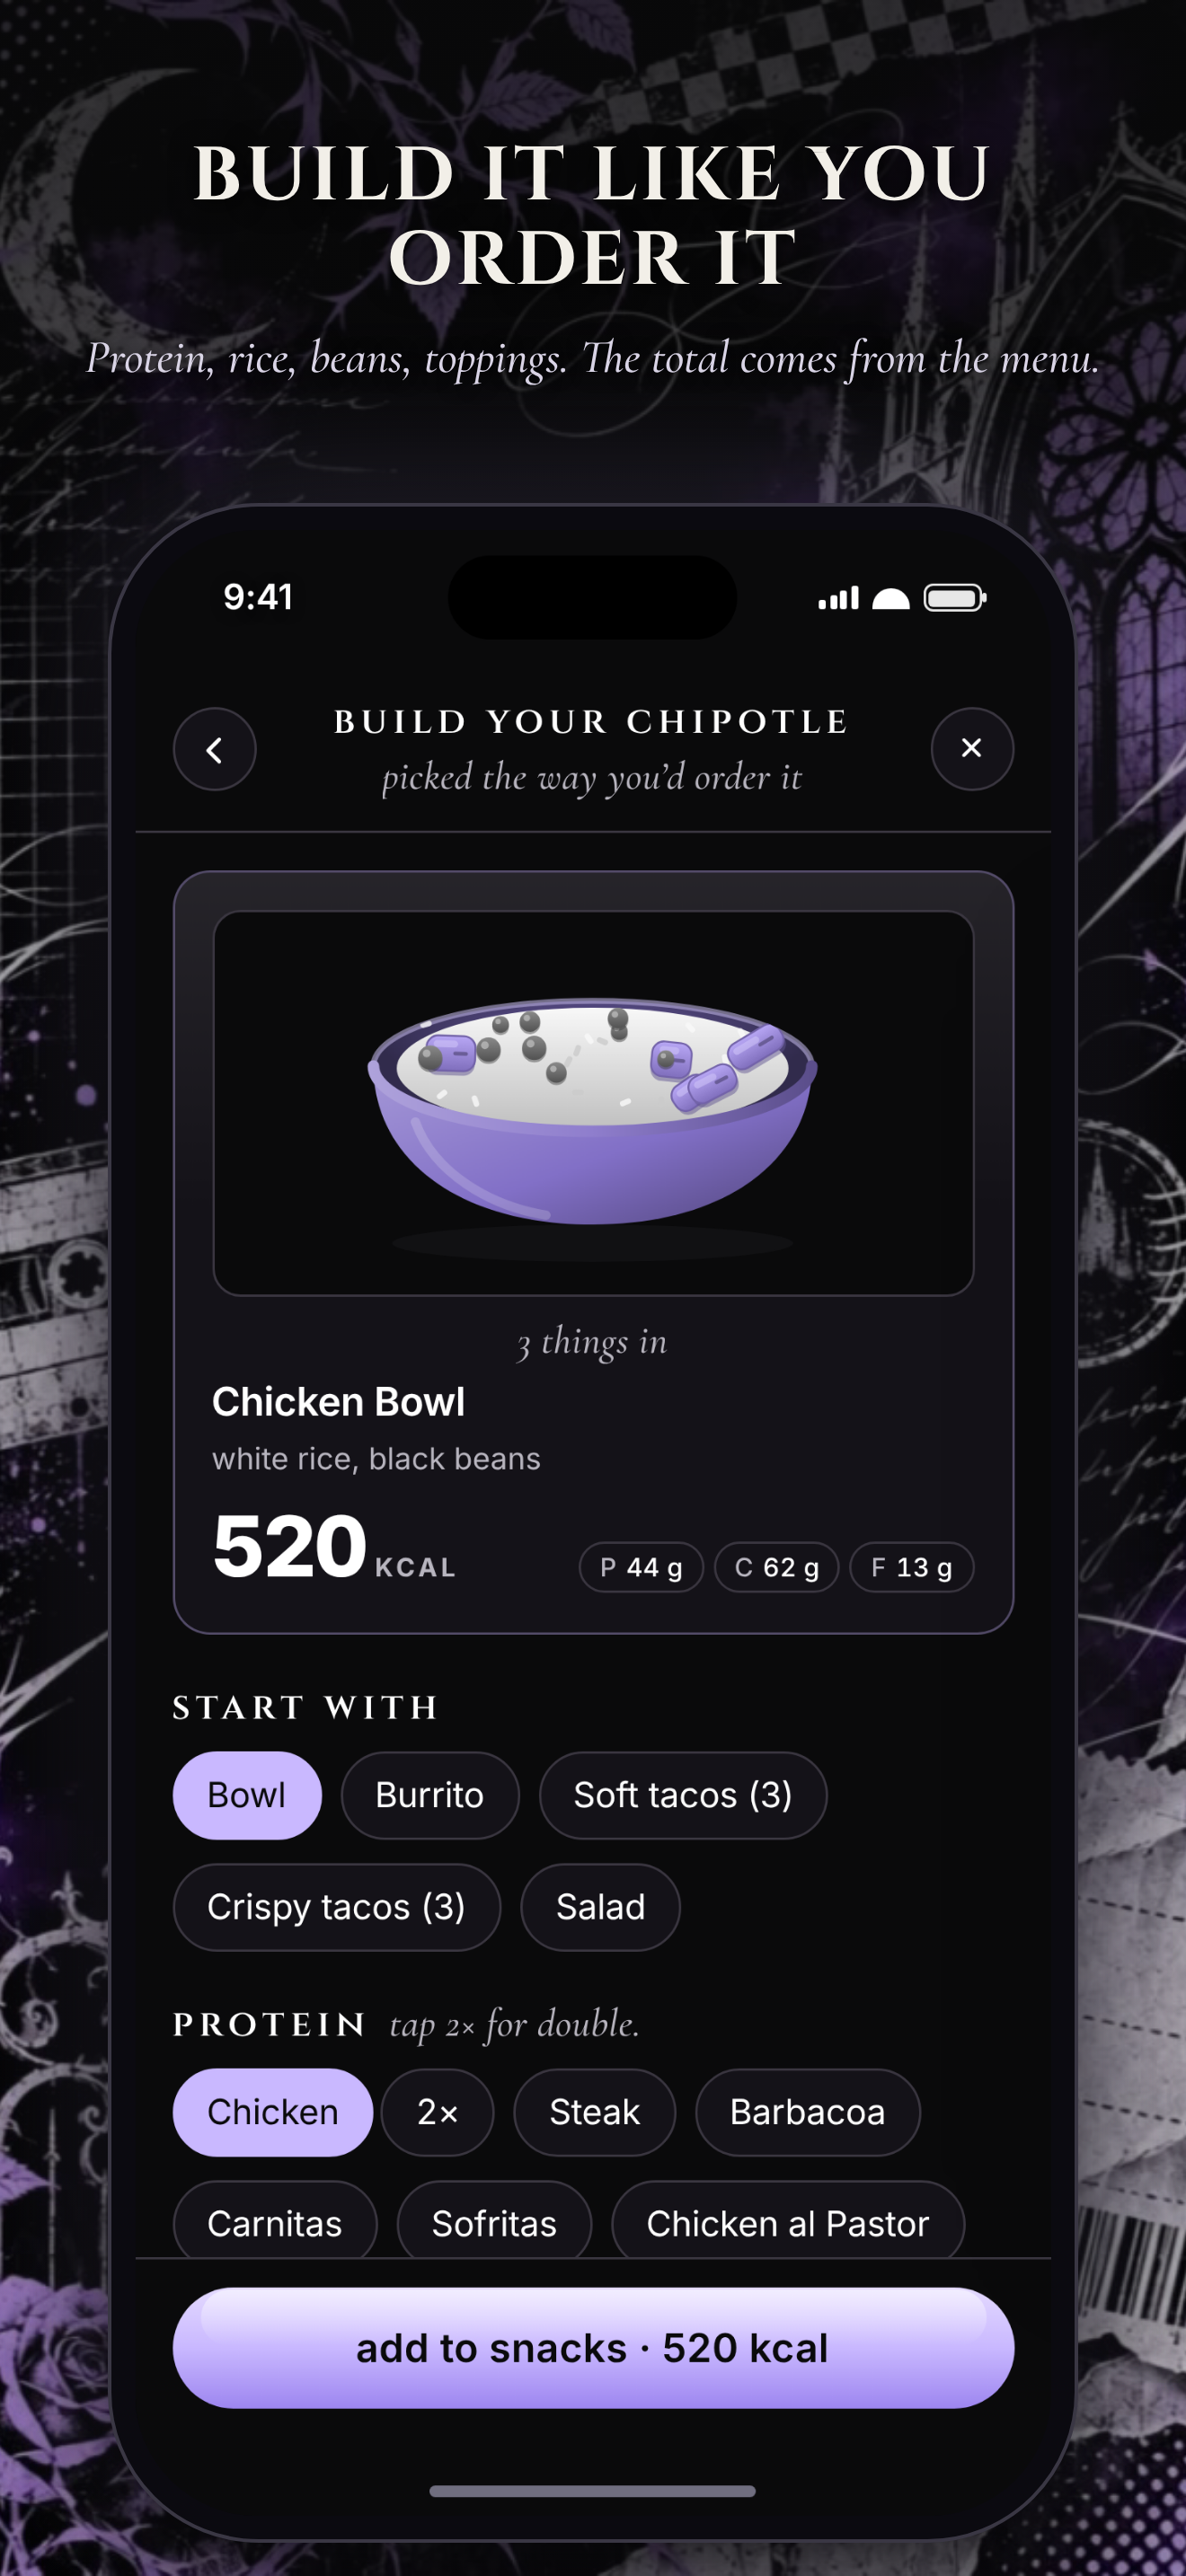 BUILD IT LIKE YOU
ORDER IT
Protein, rice, beans, toppings. The total comes from the menu.
9:41
BUILD YOUR CHIPOTLE
picked the way you’d order it
3 things in
Chicken Bowl
white rice, black beans
520 KCAL
P 44 g C 62 g F 13 g
START WITH
Bowl Burrito Soft tacos (3)
Crispy tacos (3) Salad
PROTEIN tap 2× for double.
Chicken 2× Steak Barbacoa
Carnitas Sofritas Chicken al Pastor
add to snacks · 520 kcal